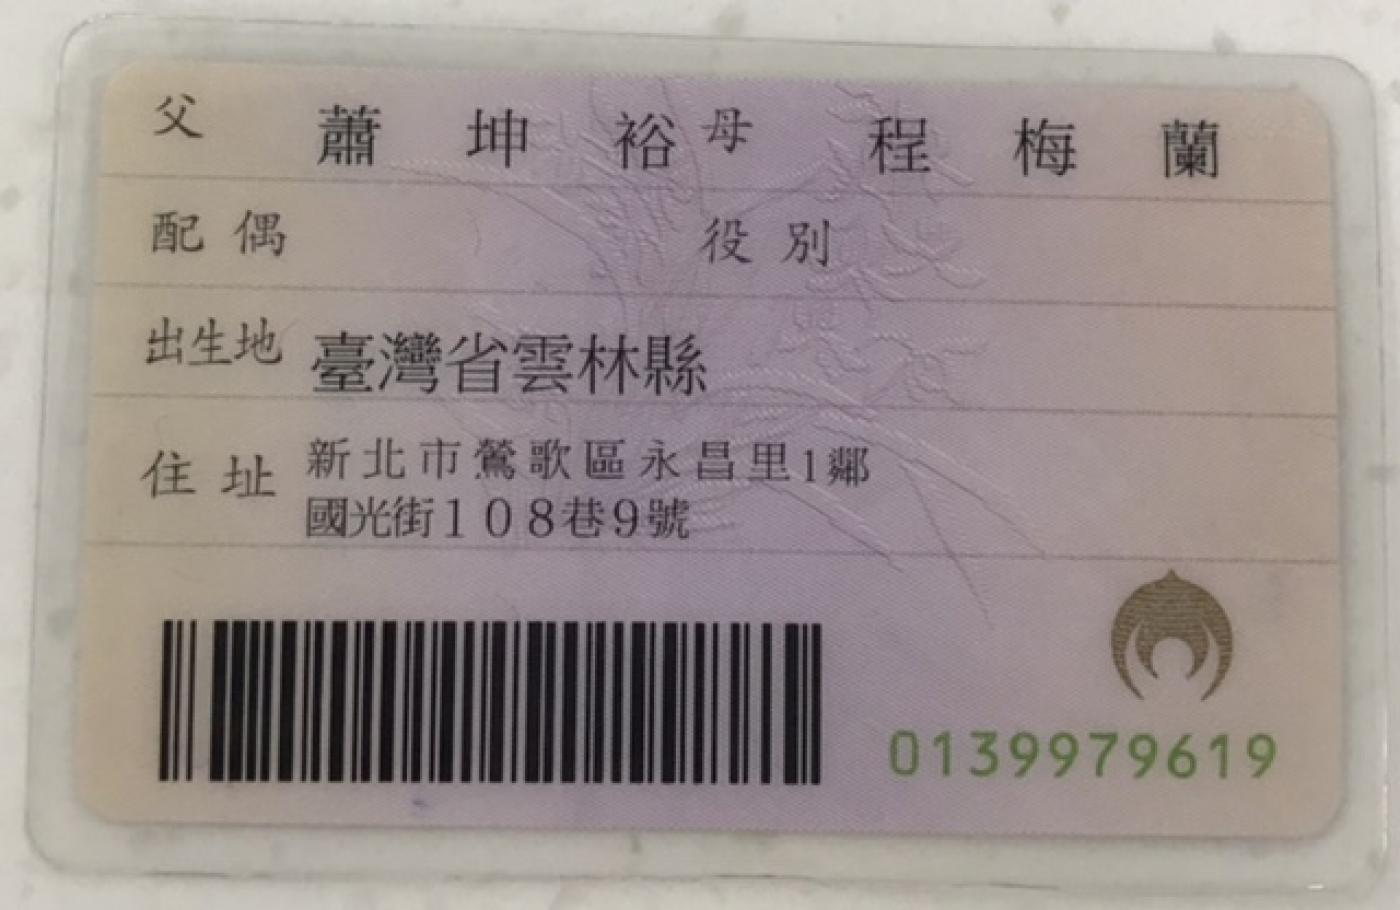 父 蕭坤裕 母 程梅蘭
配偶 役別
出生地 臺灣省雲林縣
住址 新北市鶯歌區永昌里1鄰
國光街108巷9號
0139979619